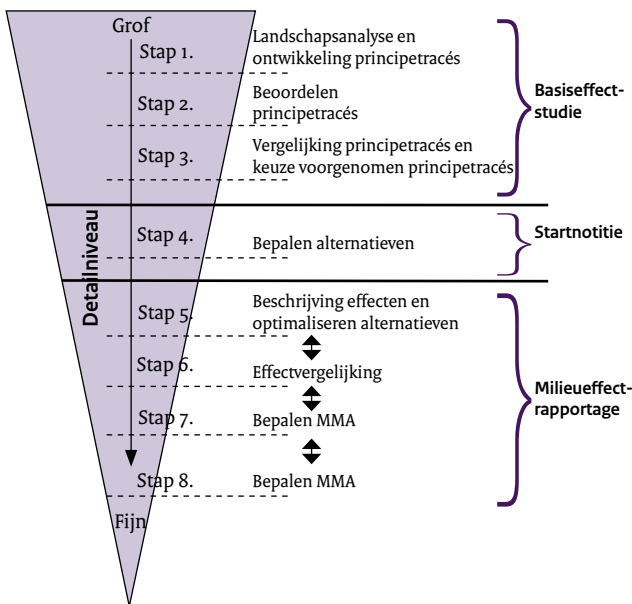 Grof
Stap 1.
Landschapsanalyse en
ontwikkeling principetracés
Stap 2.
Beoordelen
principetracés
Stap 3.
Vergelijking principetracés en
keuze voorgenomen principetracés
Basiseffect-
studie
Stap 4.
Bepalen alternatieven
Startnotitie
Detailniveau
Stap 5.
Beschrijving effecten en
optimaliseren alternatieven
Stap 6.
Effectvergelijking
Stap 7.
Bepalen MMA
Stap 8.
Bepalen MMA
Milieueffect-
rapportage
Fijn